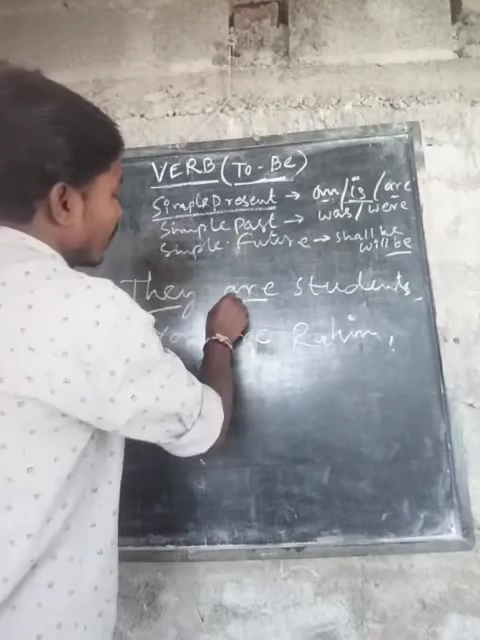 VERB (To-Be)
Simple Present → am/is/are
Simple past → was/were
Simple.future → shall be
will be
They are students.
You are Rahim.